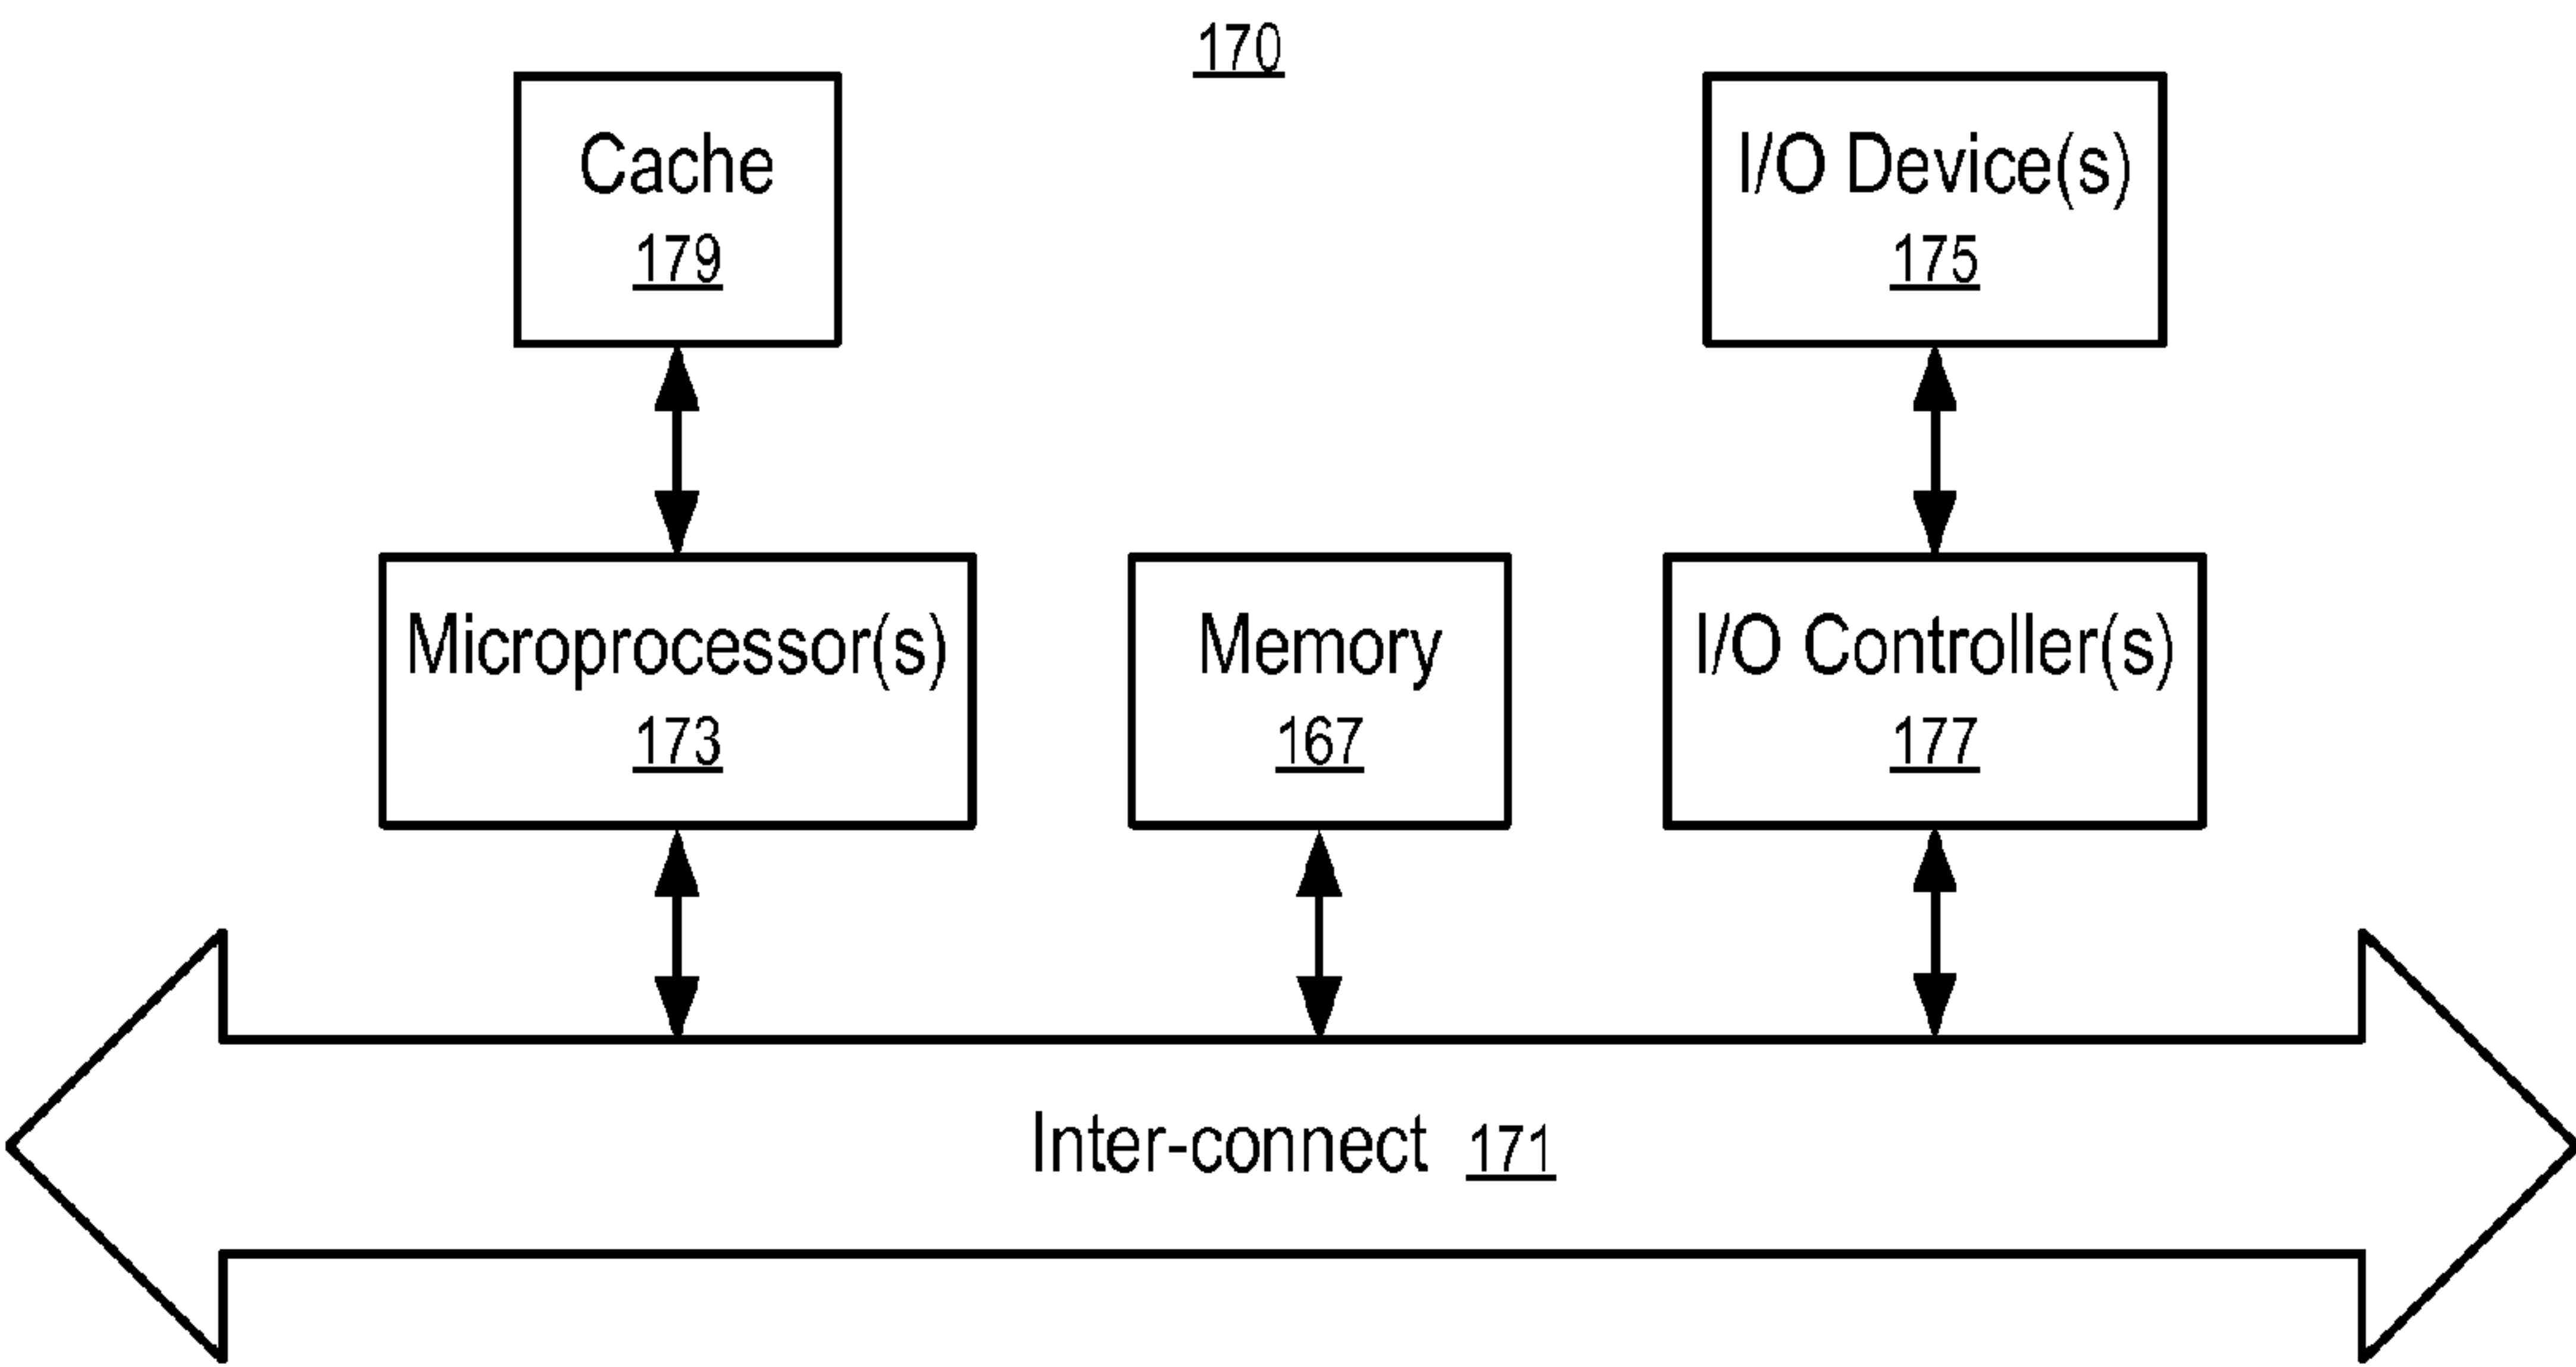 170
Cache
179
I/O Device(s)
175
Microprocessor(s)
173
Memory
167
I/O Controller(s)
177
Inter-connect 171